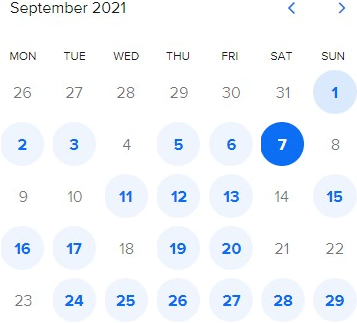 September 2021
MON TUE WED THU FRI SAT SUN
26 27 28 29 30 31 1
2 3 4 5 6 7 8
9 10 11 12 13 14 15
16 17 18 19 20 21 22
23 24 25 26 27 28 29